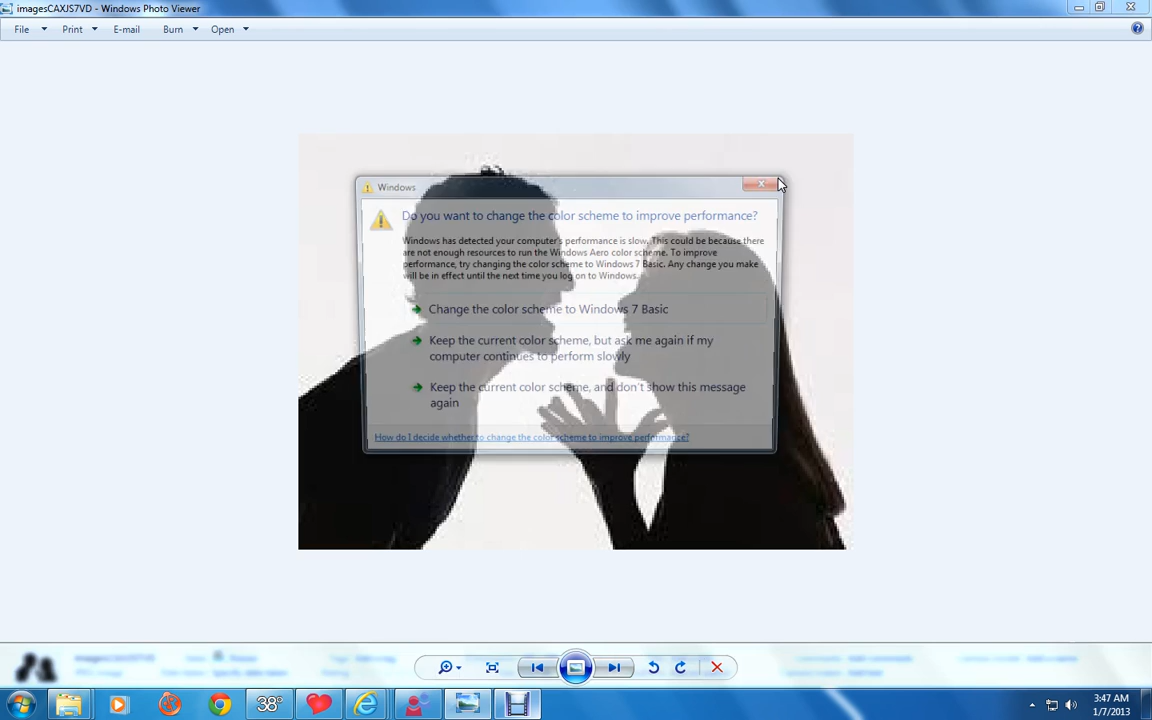 imagesCAXJS7VD - Windows Photo Viewer
File Print E-mail Burn Open
Windows
Do you want to change the color scheme to improve performance?
Windows has detected your computer's performance is slow. This could be because there
are not enough resources to run the Windows Aero color scheme. To improve
performance, try changing the color scheme to Windows 7 Basic. Any change you make
will be in effect until the next time you log on to Windows.
Change the color scheme to Windows 7 Basic
Keep the current color scheme, but ask me again if my
computer continues to perform slowly
Keep the current color scheme, and don't show this message
again
How do I decide whether to change the color scheme to improve performance?
38°
3:47 AM
1/7/2013